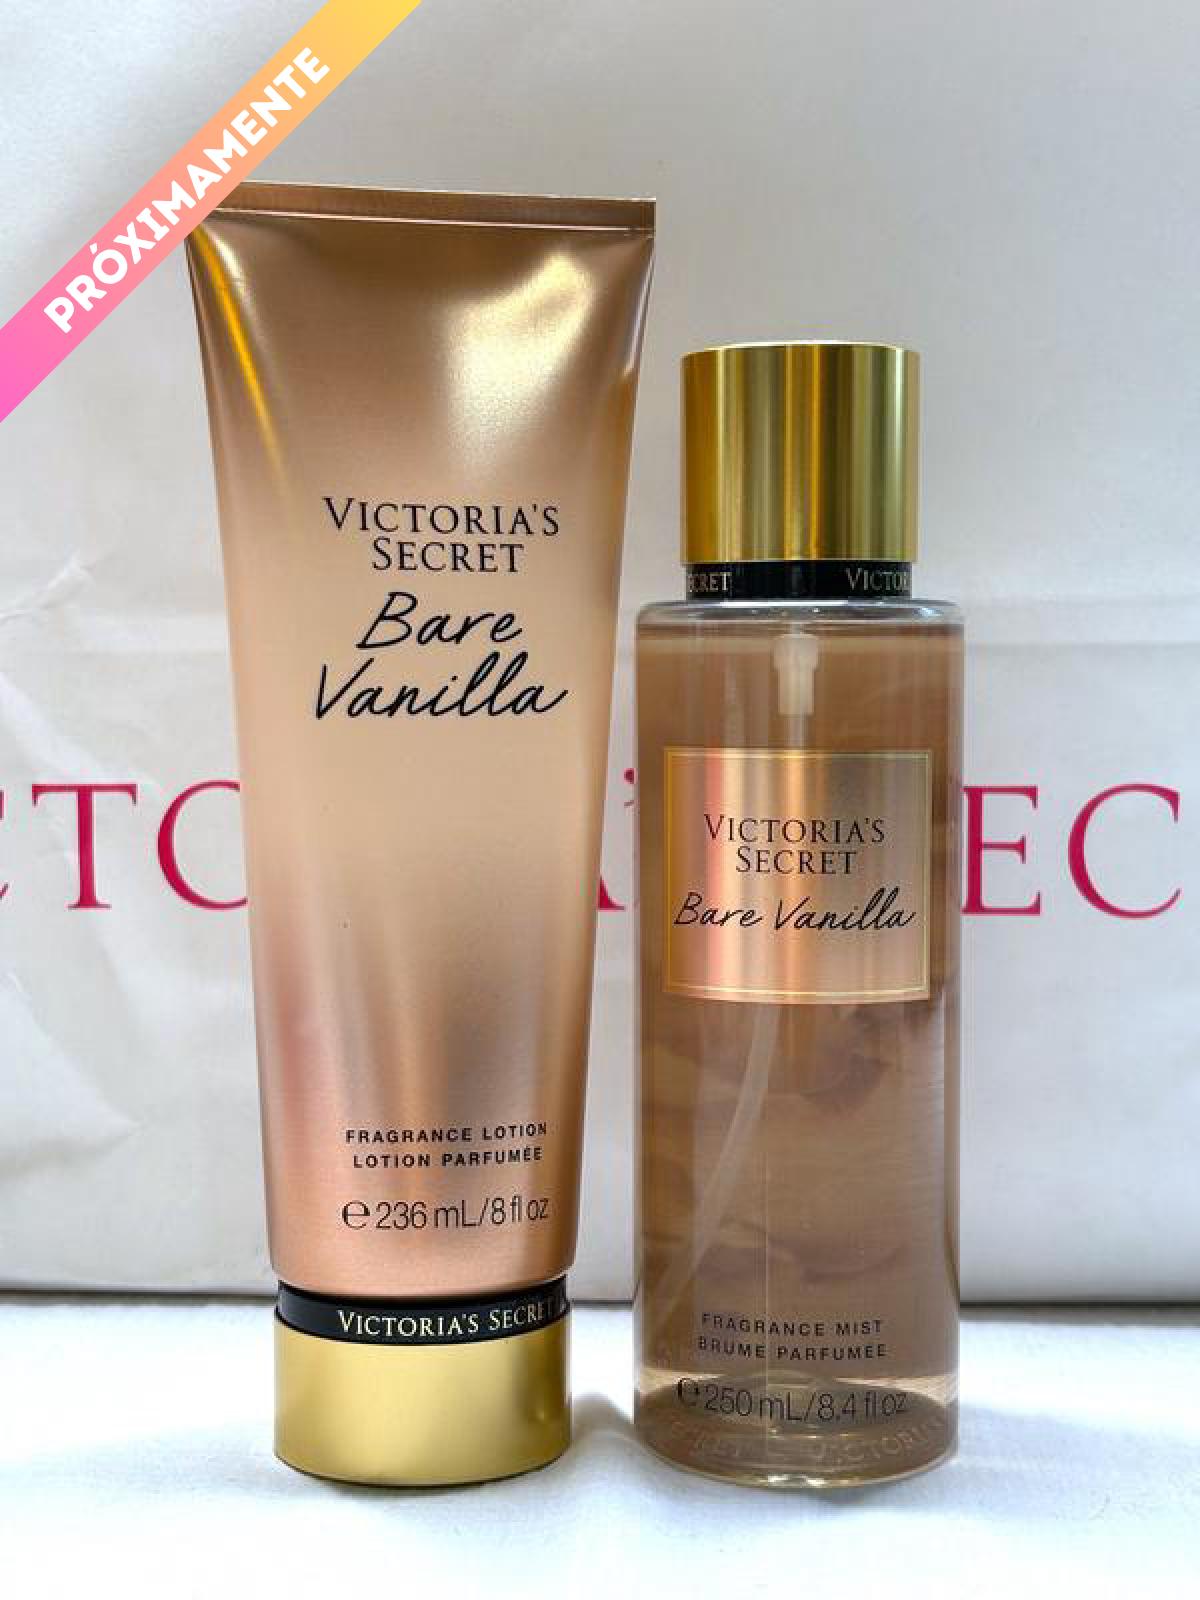 PRÓXIMAMENTE
VICTORIA'S
SECRET
Bare
Vanilla
FRAGRANCE LOTION
LOTION PARFUMÉE
℮ 236 mL/8 fl oz
VICTORIA'S SECRET
VICTORIA'S
SECRET
Bare Vanilla
FRAGRANCE MIST
BRUME PARFUMÉE
℮ 250 mL/8.4 fl oz